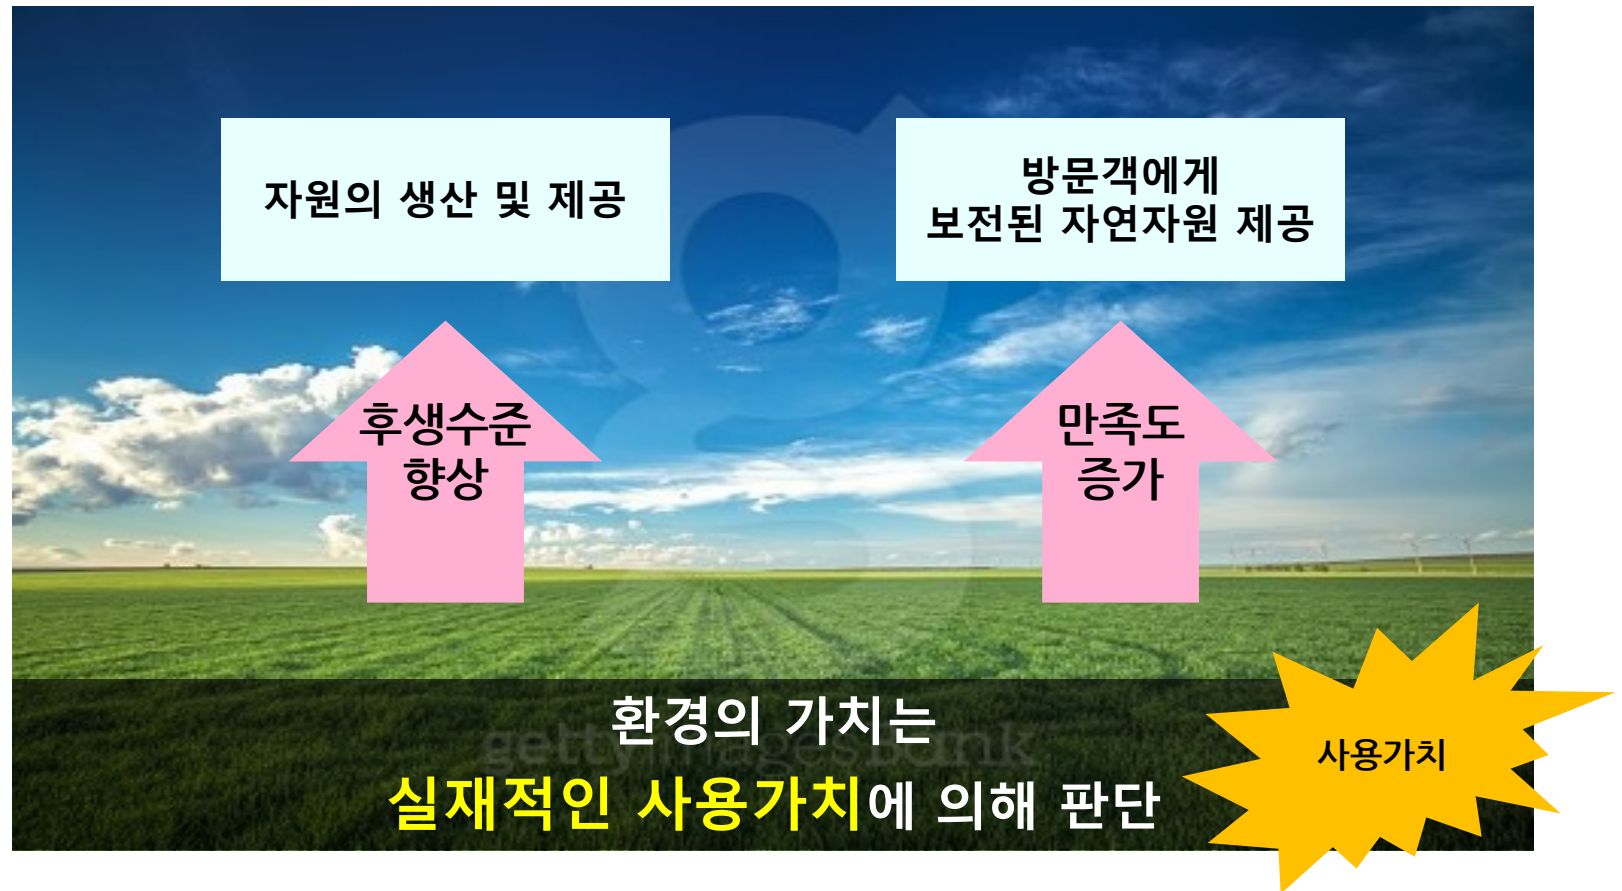 자원의 생산 및 제공
방문객에게
보전된 자연자원 제공
후생수준
향상
만족도
증가
환경의 가치는
실재적인 사용가치에 의해 판단
사용가치
gettyimagesBank